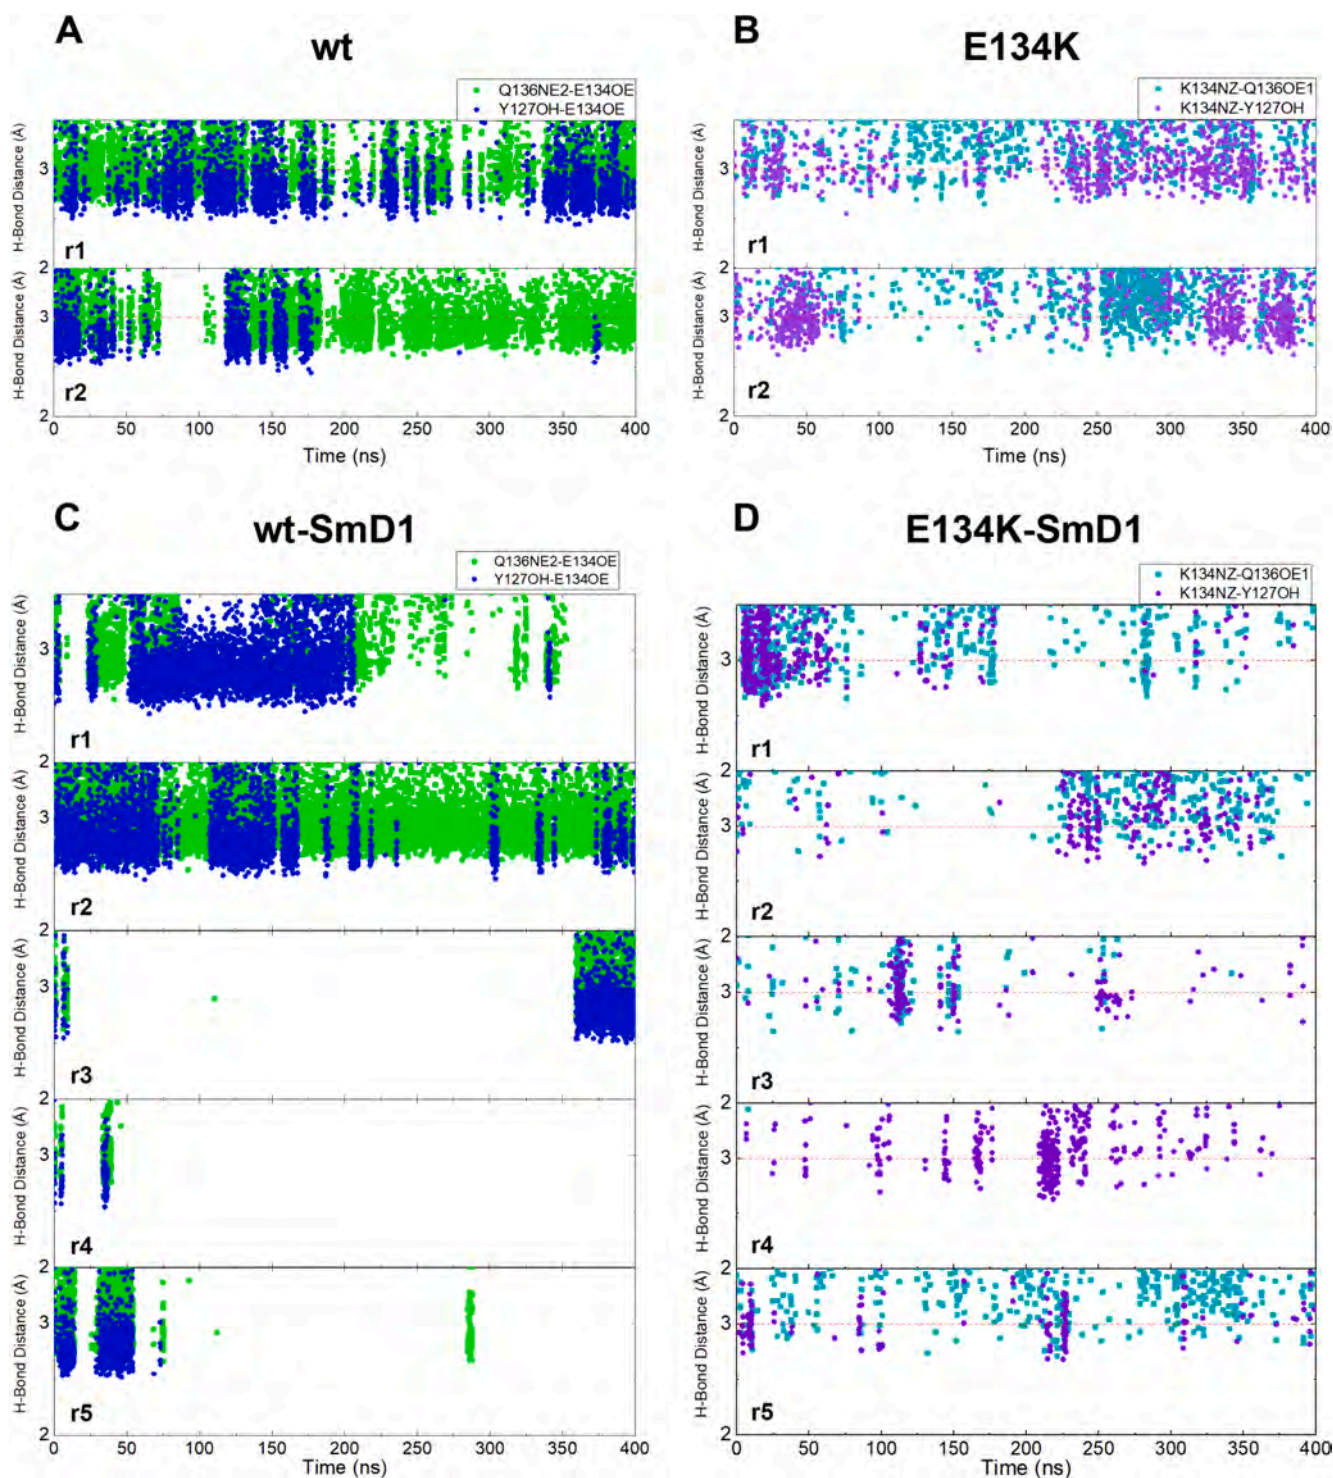 A
wt
Q136NE2-E134OE
Y127OH-E134OE
H-Bond Distance (Å)
3
r1
2
H-Bond Distance (Å)
3
r2
2
0 50 100 150 200 250 300 350 400
Time (ns)
B
E134K
K134NZ-Q136OE1
K134NZ-Y127OH
H-Bond Distance (Å)
3
r1
2
H-Bond Distance (Å)
3
r2
2
0 50 100 150 200 250 300 350 400
Time (ns)
C
wt-SmD1
Q136NE2-E134OE
Y127OH-E134OE
H-Bond Distance (Å)
3
r1
2
H-Bond Distance (Å)
3
r2
2
H-Bond Distance (Å)
3
r3
2
H-Bond Distance (Å)
3
r4
2
H-Bond Distance (Å)
3
r5
2
0 50 100 150 200 250 300 350 400
Time (ns)
D
E134K-SmD1
K134NZ-Q136OE1
K134NZ-Y127OH
H-Bond Distance (Å)
3
r1
2
H-Bond Distance (Å)
3
r2
2
H-Bond Distance (Å)
3
r3
2
H-Bond Distance (Å)
3
r4
2
H-Bond Distance (Å)
3
r5
2
0 50 100 150 200 250 300 350 400
Time (ns)